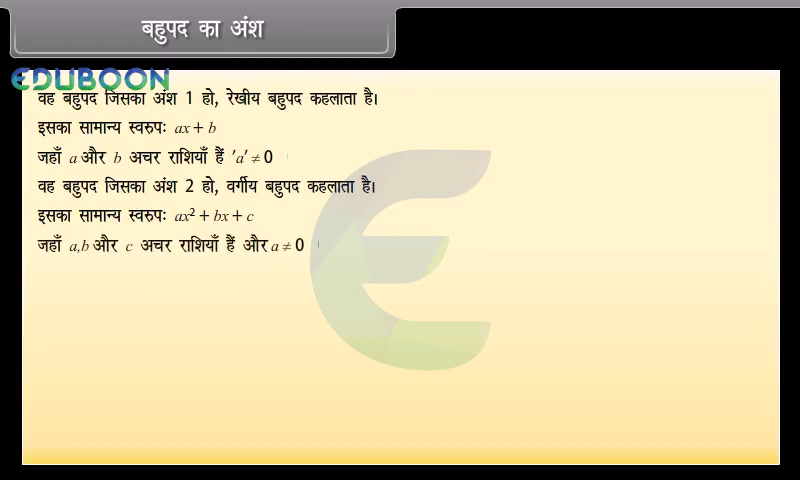 बहुपद का अंश
EDUBOON
वह बहुपद जिसका अंश 1 हो, रेखीय बहुपद कहलाता है।
इसका सामान्य स्वरुपः ax + b
जहाँ a और b अचर राशियाँ हैं 'a' ≠ 0
वह बहुपद जिसका अंश 2 हो, वर्गीय बहुपद कहलाता है।
इसका सामान्य स्वरुपः ax² + bx + c
जहाँ a,b और c अचर राशियाँ हैं और a ≠ 0